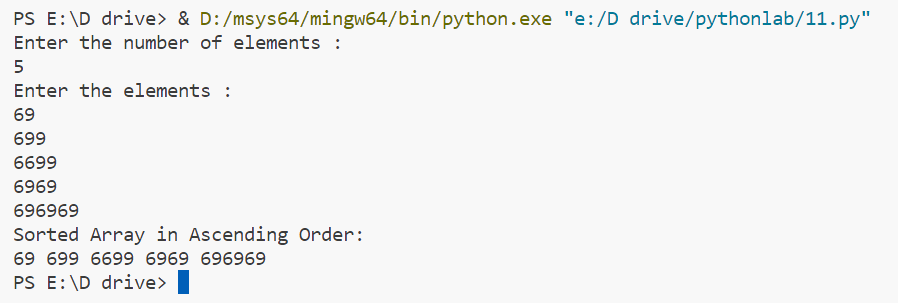 PS E:\D drive> & D:/msys64/mingw64/bin/python.exe "e:/D drive/pythonlab/11.py"
Enter the number of elements :
5
Enter the elements :
69
699
6699
6969
696969
Sorted Array in Ascending Order:
69 699 6699 6969 696969
PS E:\D drive>